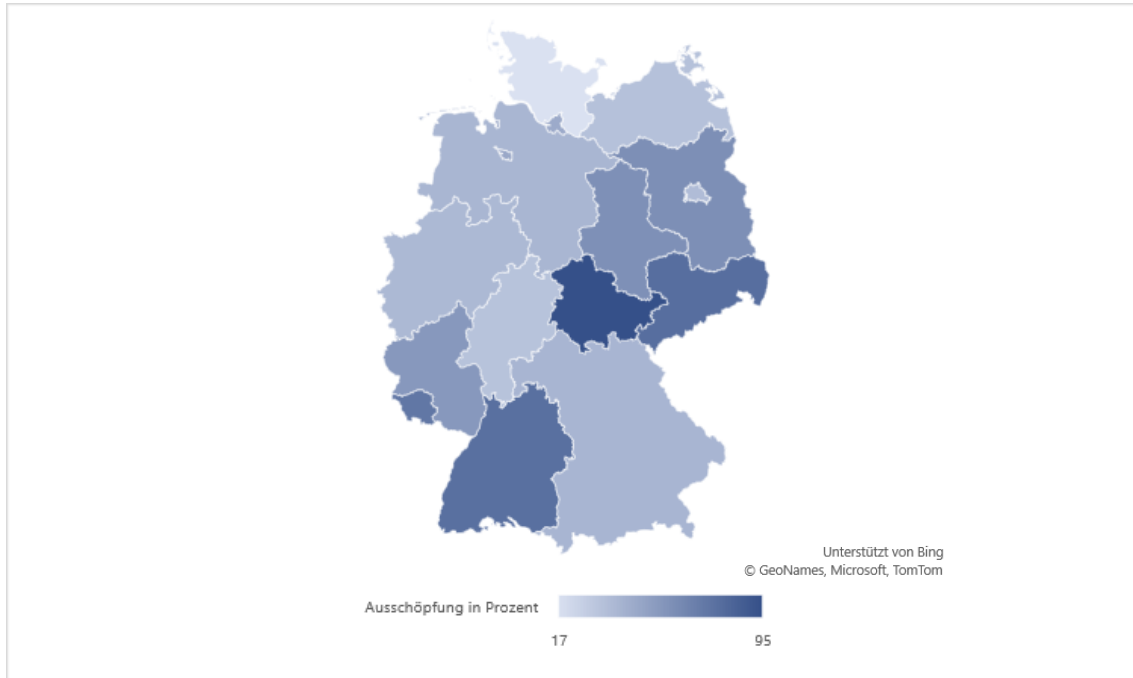 Unterstützt von Bing
© GeoNames, Microsoft, TomTom
Ausschöpfung in Prozent
17 95